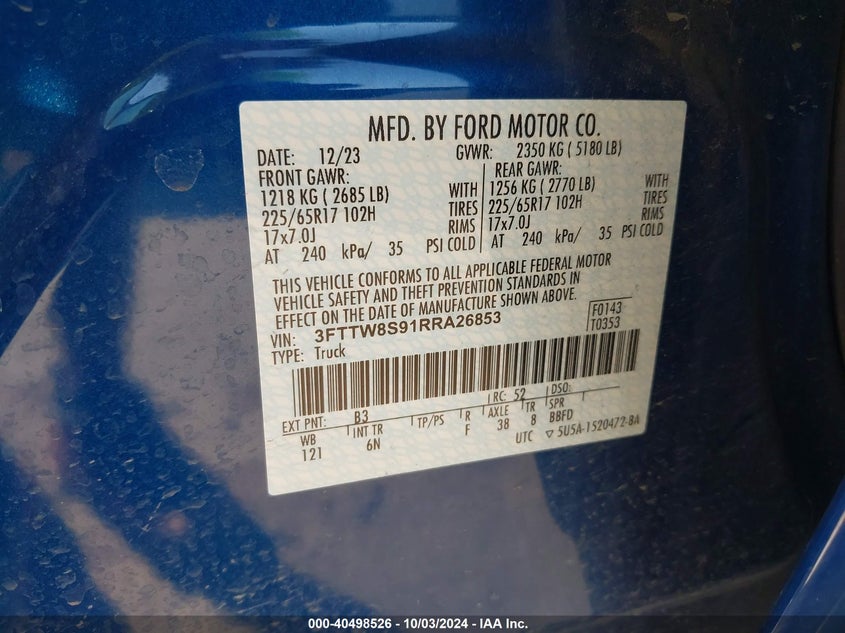 MFD. BY FORD MOTOR CO.
DATE: 12/23 GVWR: 2350 KG ( 5180 LB)
FRONT GAWR: REAR GAWR:
1218 KG ( 2685 LB) WITH 1256 KG ( 2770 LB) WITH
225/65R17 102H TIRES 225/65R17 102H TIRES
17x7.0J RIMS 17x7.0J RIMS
AT 240 kPa/ 35 PSI COLD AT 240 kPa/ 35 PSI COLD
THIS VEHICLE CONFORMS TO ALL APPLICABLE FEDERAL MOTOR
VEHICLE SAFETY AND THEFT PREVENTION STANDARDS IN
EFFECT ON THE DATE OF MANUFACTURE SHOWN ABOVE.
VIN: 3FTTW8S91RRA26853 F0143
TYPE: Truck T0353
EXT PNT: B3 RC: 52 DSO:
WB INT TR TP/PS R AXLE TR SPR
121 6N F 38 8 BBFD
UTC ▽ 5U5A-1520472-BA
000-40498526 - 10/03/2024 - IAA Inc.